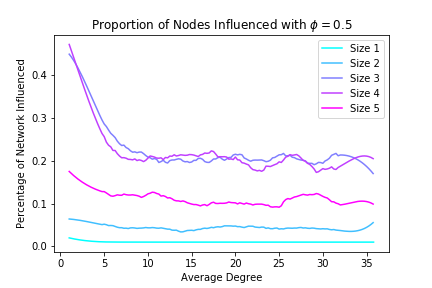 Proportion of Nodes Influenced with ϕ = 0.5
Percentage of Network Influenced
0.4
0.3
0.2
0.1
0.0
Size 1
Size 2
Size 3
Size 4
Size 5
0 5 10 15 20 25 30 35
Average Degree